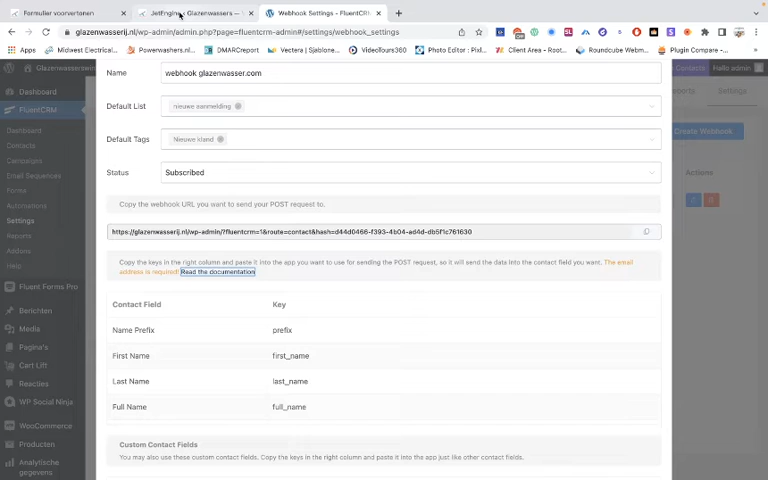 Formulier voorvertonen
JetEngine ‹ Glazenwassers —
Webhook Settings - FluentCRM
glazenwasserij.nl/wp-admin/admin.php?page=fluentcrm-admin#/settings/webhook_settings
Apps
Midwest Electrical...
Powerwashers.nl...
DMARCreport
Vectera | Sjablone...
VideoTours360
Photo Editor : Pixl...
Client Area - Root...
Roundcube Webm...
Plugin Compare -...
Hallo admin
Contacts
Dashboard
FluentCRM
Dashboard
Contacts
Campaigns
Email Sequences
Forms
Automations
Settings
Reports
Addons
Help
Fluent Forms Pro
Berichten
Media
Pagina's
Cart Lift
Reacties
WP Social Ninja
WooCommerce
Producten
Analytische
gegevens
Name
webhook glazenwasser.com
Default List
nieuwe aanmelding
Default Tags
Nieuwe kland
Status
Subscribed
Copy the webhook URL you want to send your POST request to.
https://glazenwasserij.nl/wp-admin/?fluentcrm=1&route=contact&hash=d44d0466-f393-4b04-ad4d-db5f1c761630
Copy the keys in the right column and paste it into the app you want to use for sending the POST request, so it will send the data into the contact field you want. The email
address is required! Read the documentation
Contact Field
Key
Name Prefix
prefix
First Name
first_name
Last Name
last_name
Full Name
full_name
Custom Contact Fields
You may also use these custom contact fields. Copy the keys in the right column and paste it into the app just like other contact fields.
Settings
Create Webhook
Actions